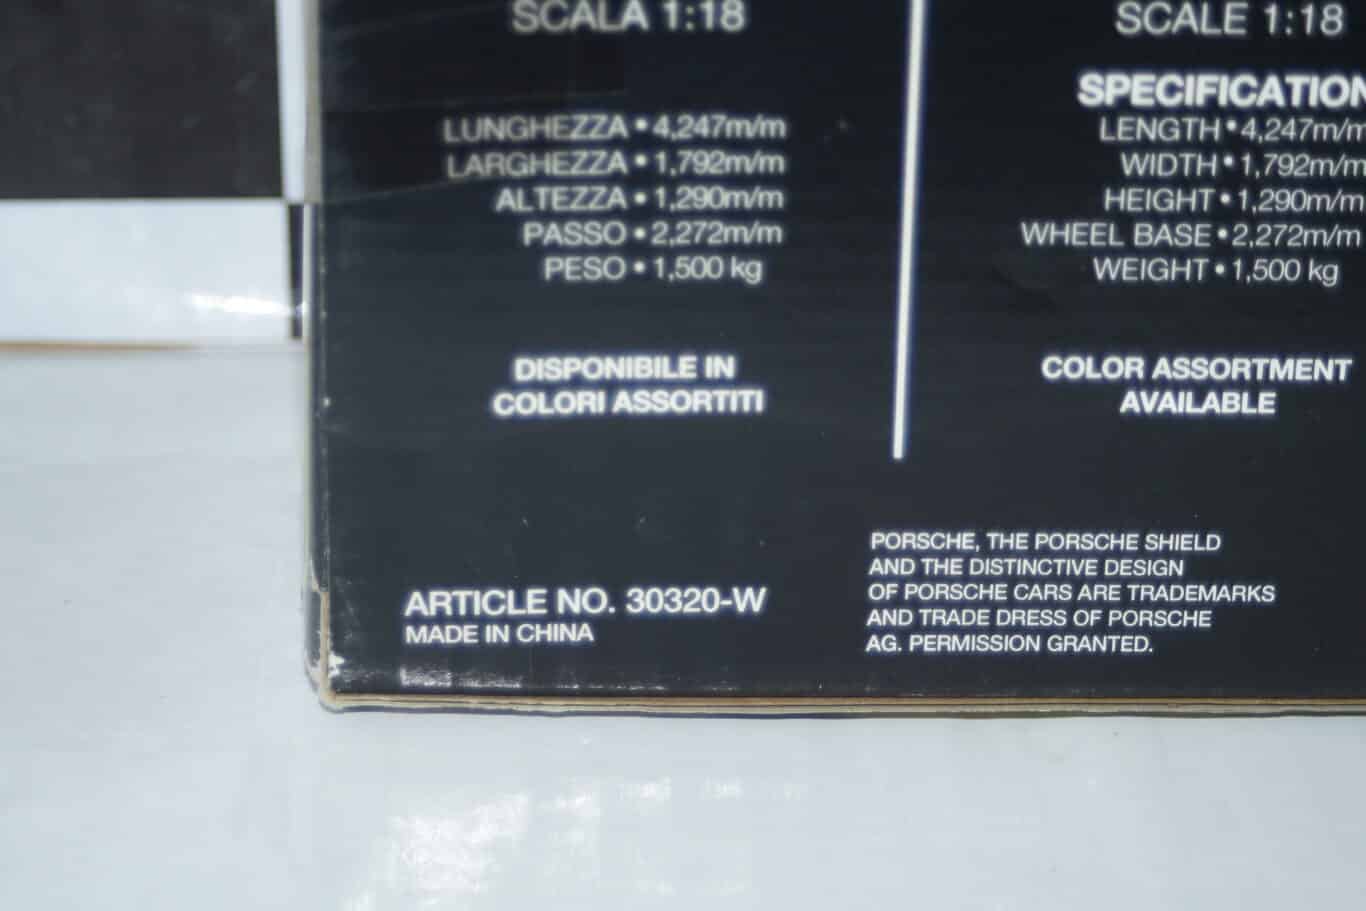 SCALA 1:18
LUNGHEZZA • 4,247m/m
LARGHEZZA • 1,792m/m
ALTEZZA • 1,290m/m
PASSO • 2,272m/m
PESO • 1,500 kg
DISPONIBILE IN
COLORI ASSORTITI
SCALE 1:18
SPECIFICATION
LENGTH • 4,247m/m
WIDTH • 1,792m/m
HEIGHT • 1,290m/m
WHEEL BASE • 2,272m/m
WEIGHT • 1,500 kg
COLOR ASSORTMENT
AVAILABLE
ARTICLE NO. 30320-W
MADE IN CHINA
PORSCHE, THE PORSCHE SHIELD
AND THE DISTINCTIVE DESIGN
OF PORSCHE CARS ARE TRADEMARKS
AND TRADE DRESS OF PORSCHE
AG. PERMISSION GRANTED.